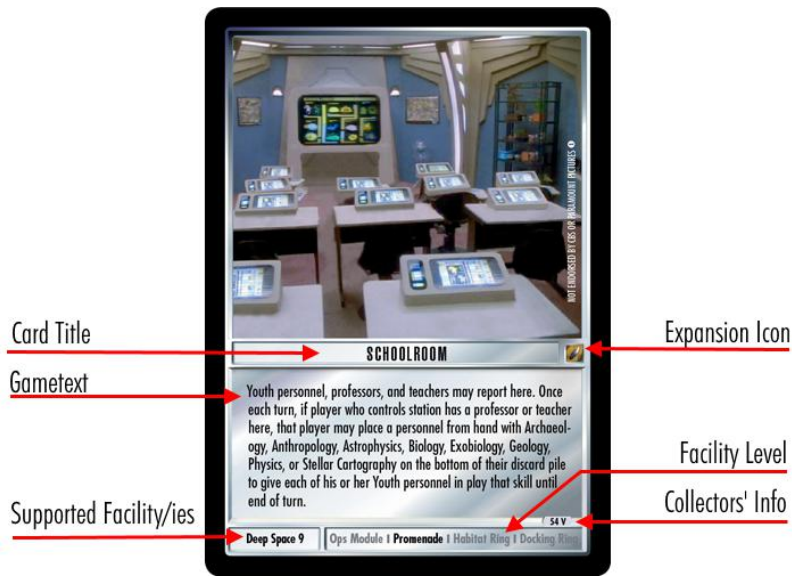 NOT ENDORSED BY CBS OR PARAMOUNT PICTURES
Card Title
SCHOOLROOM
Expansion Icon
Gametext
Youth personnel, professors, and teachers may report here. Once
each turn, if player who controls station has a professor or teacher
here, that player may place a personnel from hand with Archaeol-
ogy, Anthropology, Astrophysics, Biology, Exobiology, Geology,
Physics, or Stellar Cartography on the bottom of their discard pile
to give each of his or her Youth personnel in play that skill until
end of turn.
Facility Level
Collectors' Info
54 V
Supported Facility/ies
Deep Space 9
Ops Module I Promenade I Habitat Ring I Docking Ring